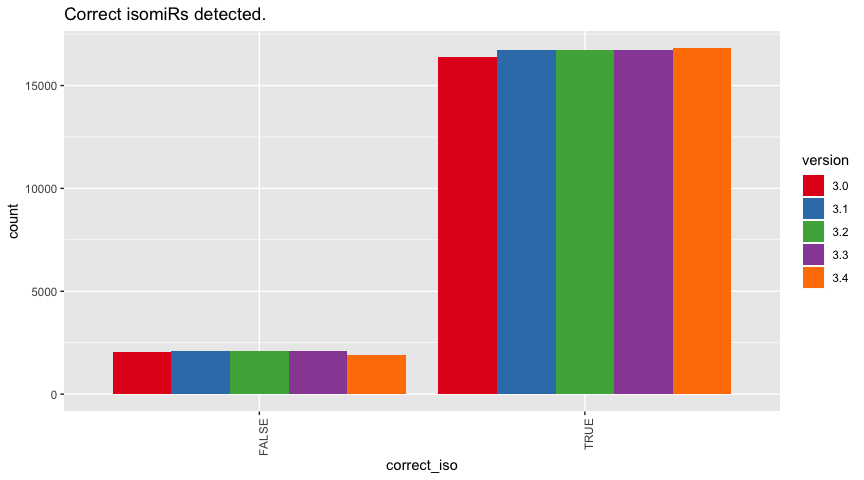 Correct isomiRs detected.
count
15000
10000
5000
0
FALSE
TRUE
correct_iso
version
3.0
3.1
3.2
3.3
3.4